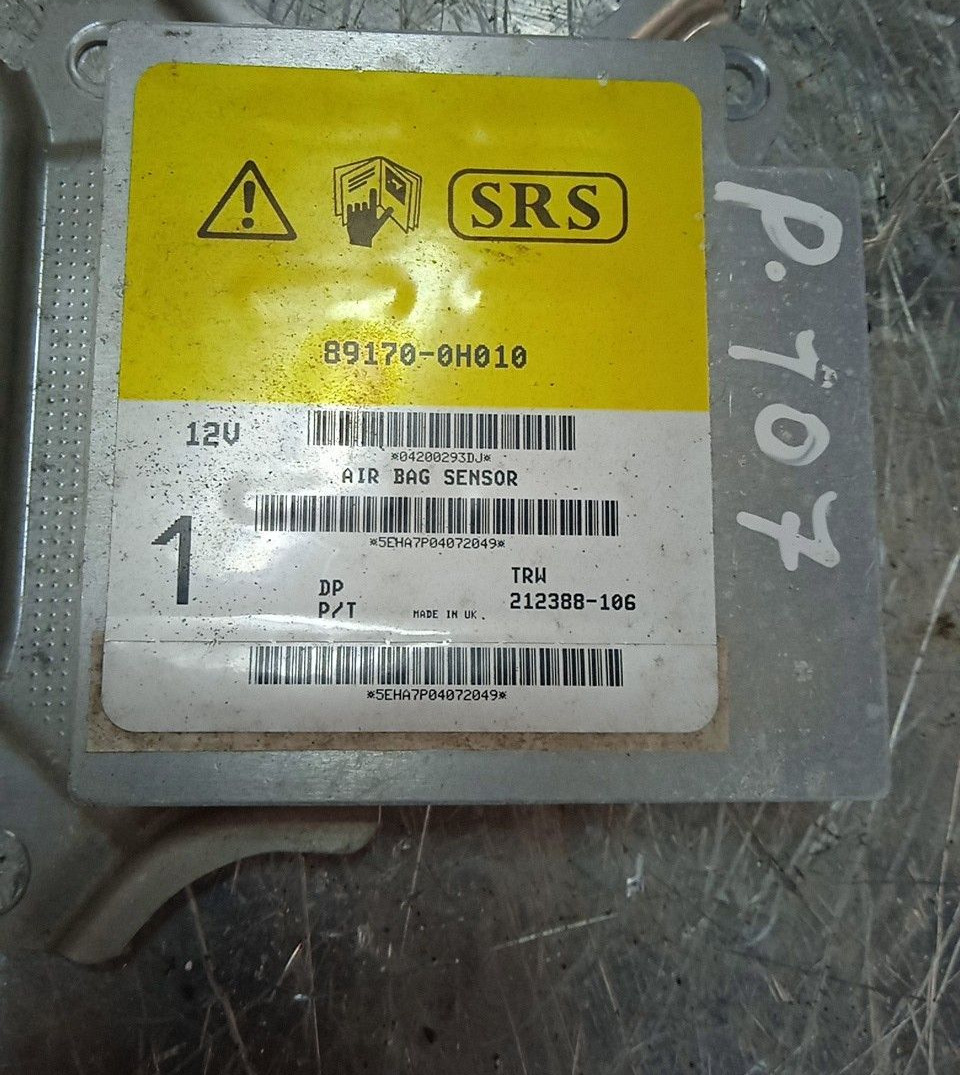 SRS
89170-0H010
12V
*04200293DJ*
AIR BAG SENSOR
*5EHA7P04072049*
1
DP
P/T
MADE IN UK.
TRW
212388-106
*5EHA7P04072049*
P.107